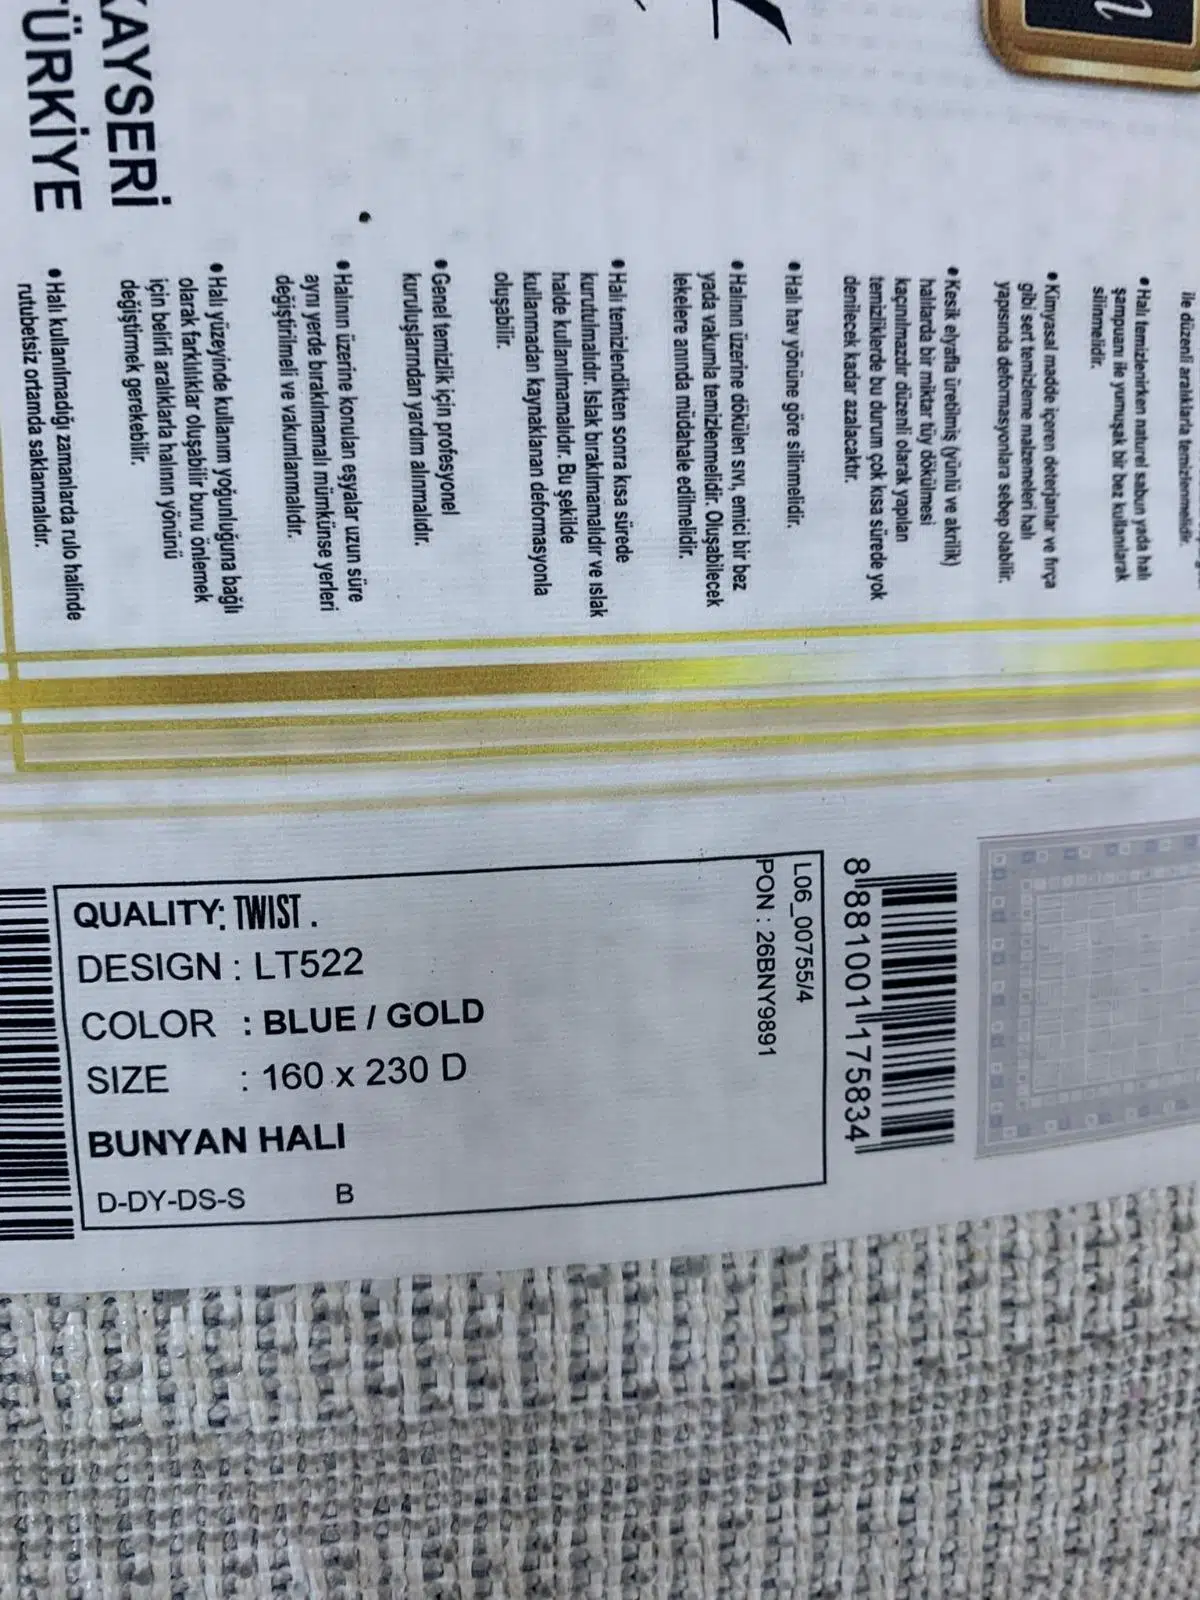 ile düzenli aralıklarla temizlenmelidir.
• Halı temizlenirken naturel sabun yada halı
şampuanı ile yumuşak bir bez kullanılarak
silinmelidir.
• Kimyasal madde içeren deterjanlar ve fırça
gibi sert temizleme malzemeleri halı
yapısında deformasyonlara sebep olabilir.
• Kesik elyafla üretilmiş (yünlü ve akrilik)
halılarda bir miktar tüy dökülmesi
kaçınılmazdır düzenli olarak yapılan
temizliklerde bu durum çok kısa sürede yok
denilecek kadar azalacaktır.
• Halı hav yönüne göre silinmelidir.
• Halının üzerine dökülen sıvı, emici bir bez
yada vakumla temizlenmelidir. Oluşabilecek
lekelere anında müdahale edilmelidir.
• Halı temizlendikten sonra kısa sürede
kurutulmalıdır. Islak bırakılmamalıdır ve ıslak
halde kullanılmamalıdır. Bu şekilde
kullanmadan kaynaklanan deformasyonla
oluşabilir.
• Genel temizlik için profesyonel
kuruluşlarından yardım alınmalıdır.
• Halının üzerine konulan eşyalar uzun süre
aynı yerde bırakılmamalı mümkünse yerleri
değiştirilmeli ve vakumlanmalıdır.
• Halı yüzeyinde kullanım yoğunluğuna bağlı
olarak farklılıklar oluşabilir bunu önlemek
için belirli aralıklarla halının yönünü
değiştirmek gerekebilir.
• Halı kullanılmadığı zamanlarda rulo halinde
rutubetsiz ortamda saklanmalıdır.
KAYSERİ
TÜRKİYE
8 881001 175834
L06_00755/4
PON : 26BNY9891
QUALITY: TWIST .
DESIGN : LT522
COLOR : BLUE / GOLD
SIZE : 160 x 230 D
BUNYAN HALI
D-DY-DS-S B